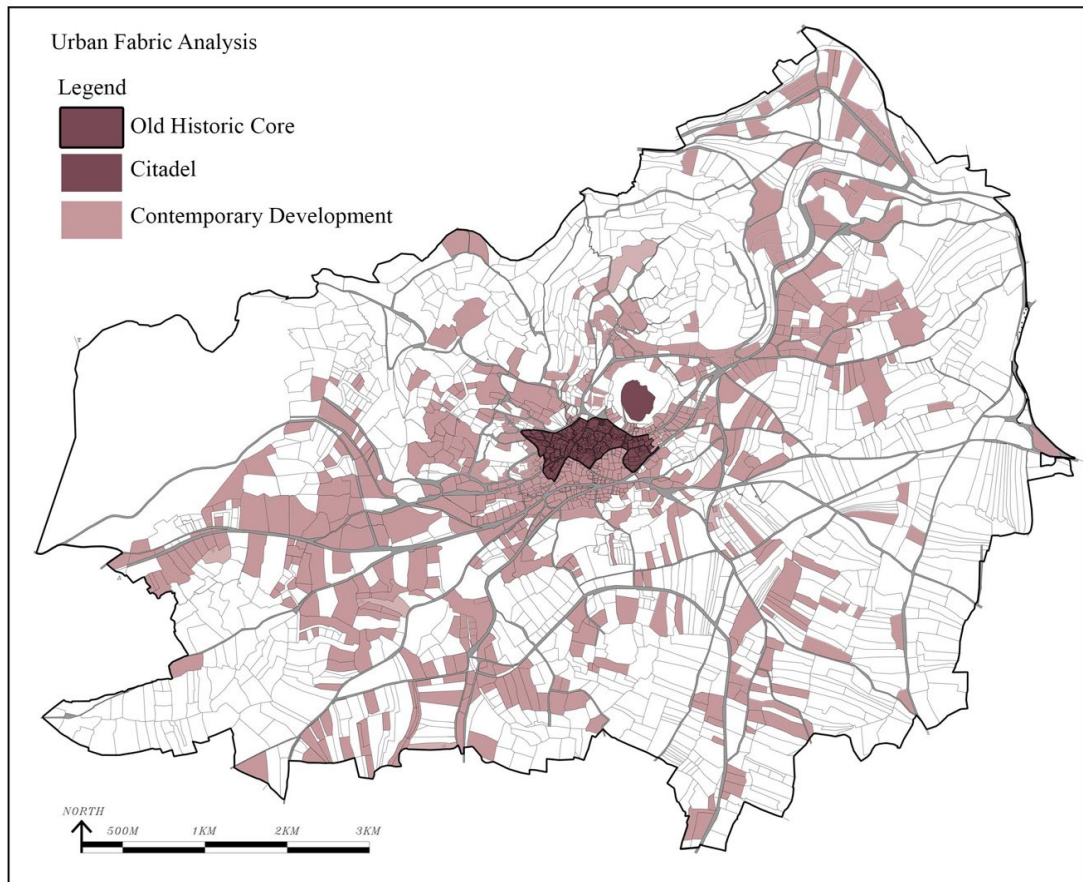 Urban Fabric Analysis
Legend
Old Historic Core
Citadel
Contemporary Development
NORTH
500M 1KM 2KM 3KM